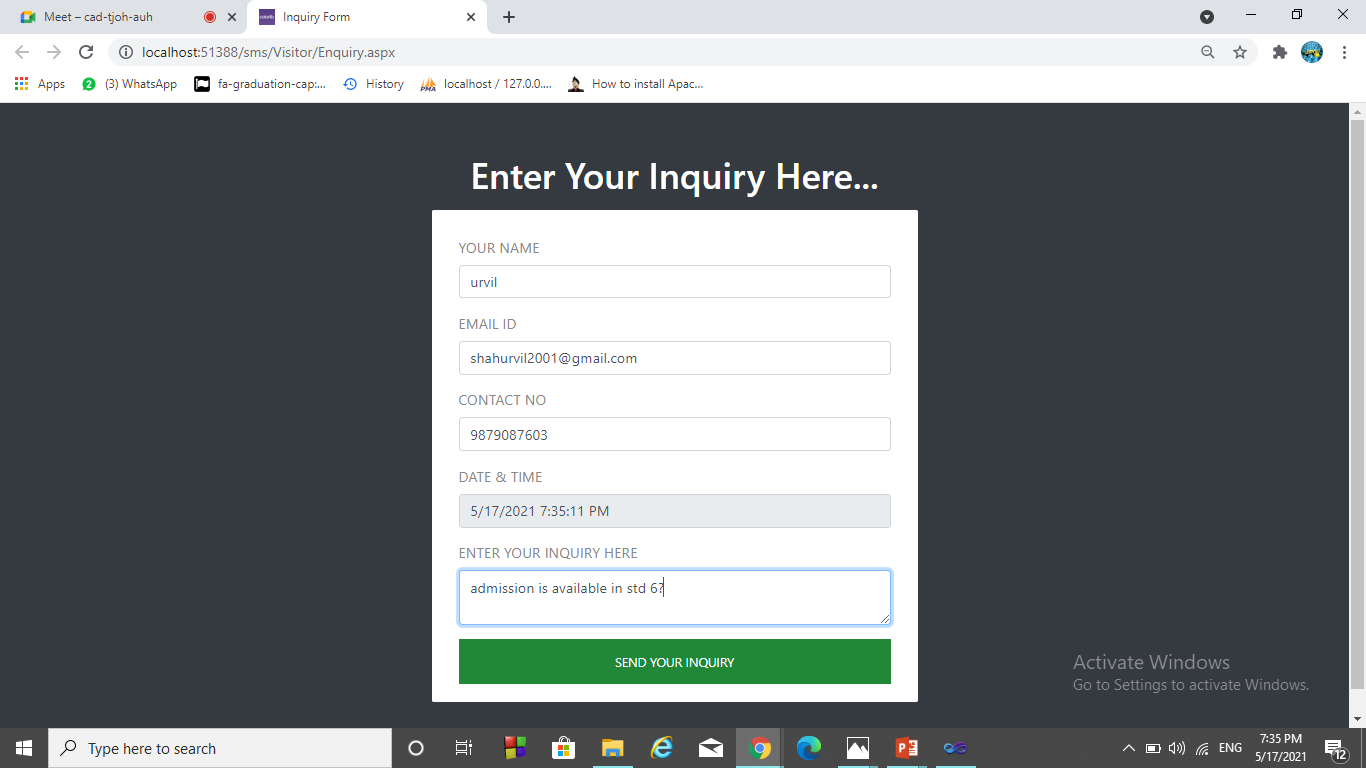 Meet – cad-tjoh-auh
Inquiry Form
localhost:51388/sms/Visitor/Enquiry.aspx
Apps
2
(3) WhatsApp
fa-graduation-cap:...
History
PMA
localhost / 127.0.0....
How to install Apac...
Enter Your Inquiry Here...
YOUR NAME
urvil
EMAIL ID
shahurvil2001@gmail.com
CONTACT NO
9879087603
DATE & TIME
5/17/2021 7:35:11 PM
ENTER YOUR INQUIRY HERE
admission is available in std 6?
SEND YOUR INQUIRY
Activate Windows
Go to Settings to activate Windows.
Type here to search
ENG
7:35 PM
5/17/2021
12